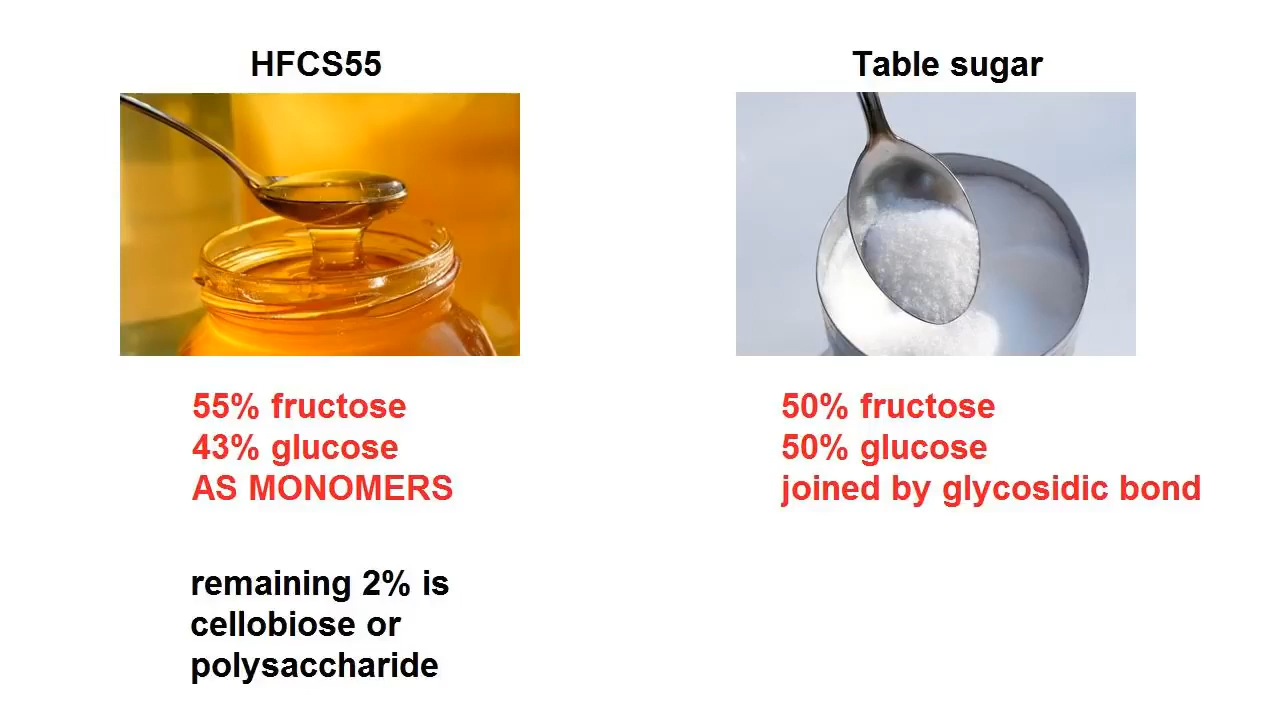 HFCS55
Table sugar
55% fructose
43% glucose
AS MONOMERS
50% fructose
50% glucose
joined by glycosidic bond
remaining 2% is
cellobiose or
polysaccharide